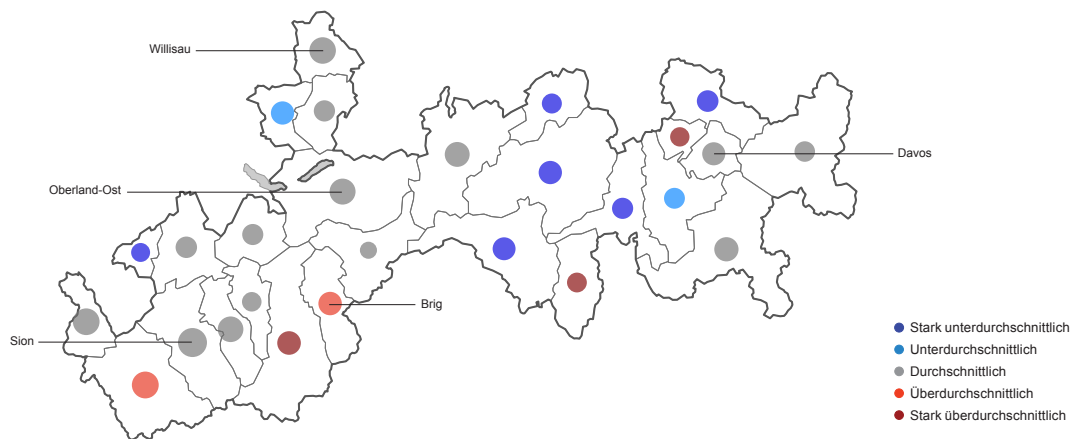 Willisau
Davos
Oberland-Ost
Brig
Sion
Stark unterdurchschnittlich
Unterdurchschnittlich
Durchschnittlich
Überdurchschnittlich
Stark überdurchschnittlich